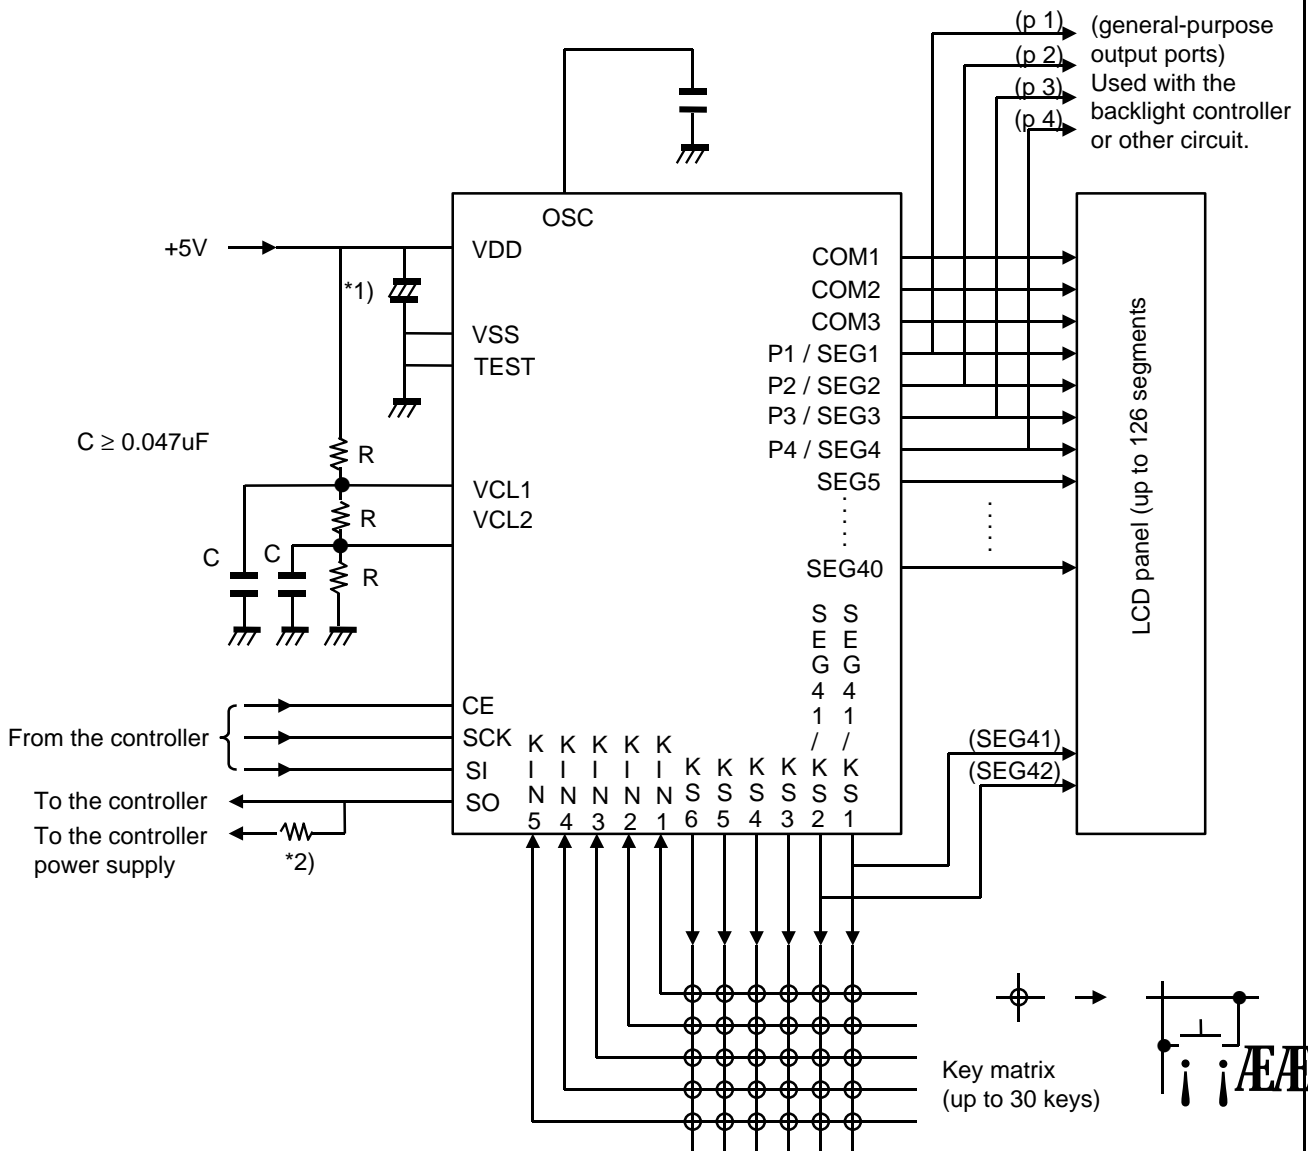 (p 1)
(p 2)
(p 3)
(p 4)
(general-purpose
output ports)
Used with the
backlight controller
or other circuit.
OSC
+5V
VDD
*1)
VSS
TEST
C ≥ 0.047uF
R
VCL1
R
VCL2
C
C
R
COM1
COM2
COM3
P1 / SEG1
P2 / SEG2
P3 / SEG3
P4 / SEG4
SEG5
SEG40
LCD panel (up to 126 segments
From the controller
CE
SCK
SI
To the controller
SO
To the controller
power supply
*2)
KIN5
KIN4
KIN3
KIN2
KIN1
KS6
KS5
KS4
KS3
SEG41/KS2
SEG41/KS1
(SEG41)
(SEG42)
Key matrix
(up to 30 keys)
¡ ¡ÆÆ